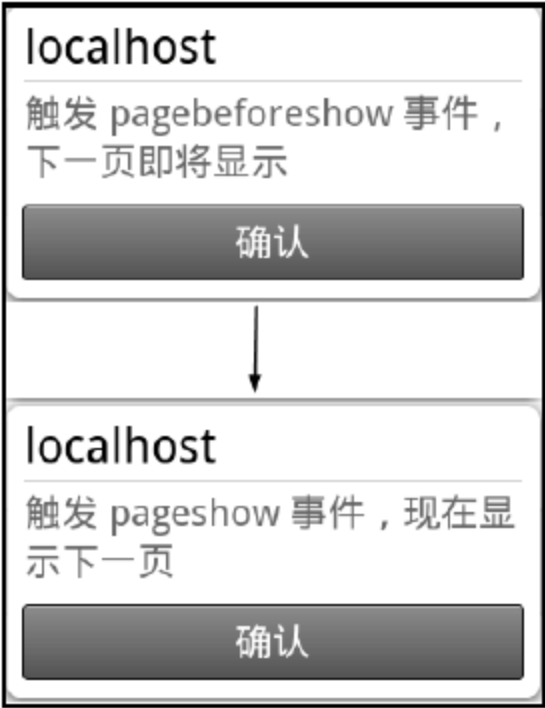 localhost
触发 pagebeforeshow 事件，
下一页即将显示
确认
localhost
触发 pageshow 事件，现在显
示下一页
确认